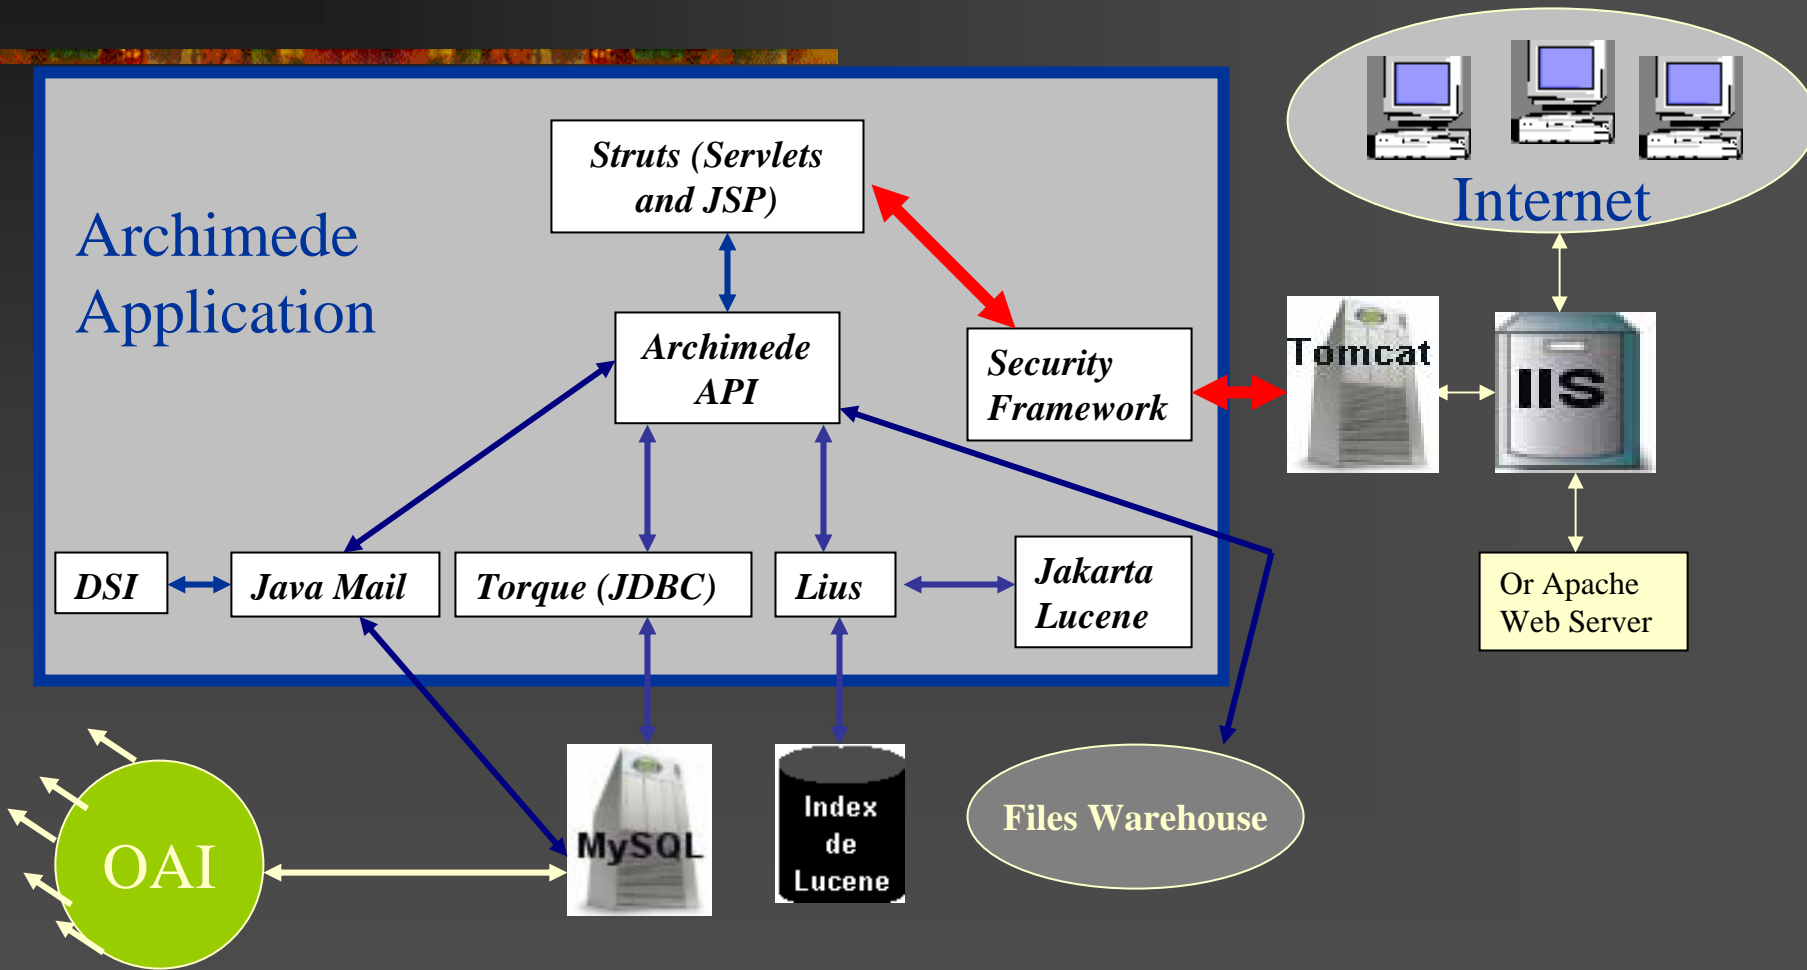 Struts (Servlets
and JSP)
Archimede
Application
Internet
Archimede
API
Security
Framework
Tomcat
IIS
DSI
Java Mail
Torque (JDBC)
Lius
Jakarta
Lucene
Or Apache
Web Server
OAI
MySQL
Index
de
Lucene
Files Warehouse